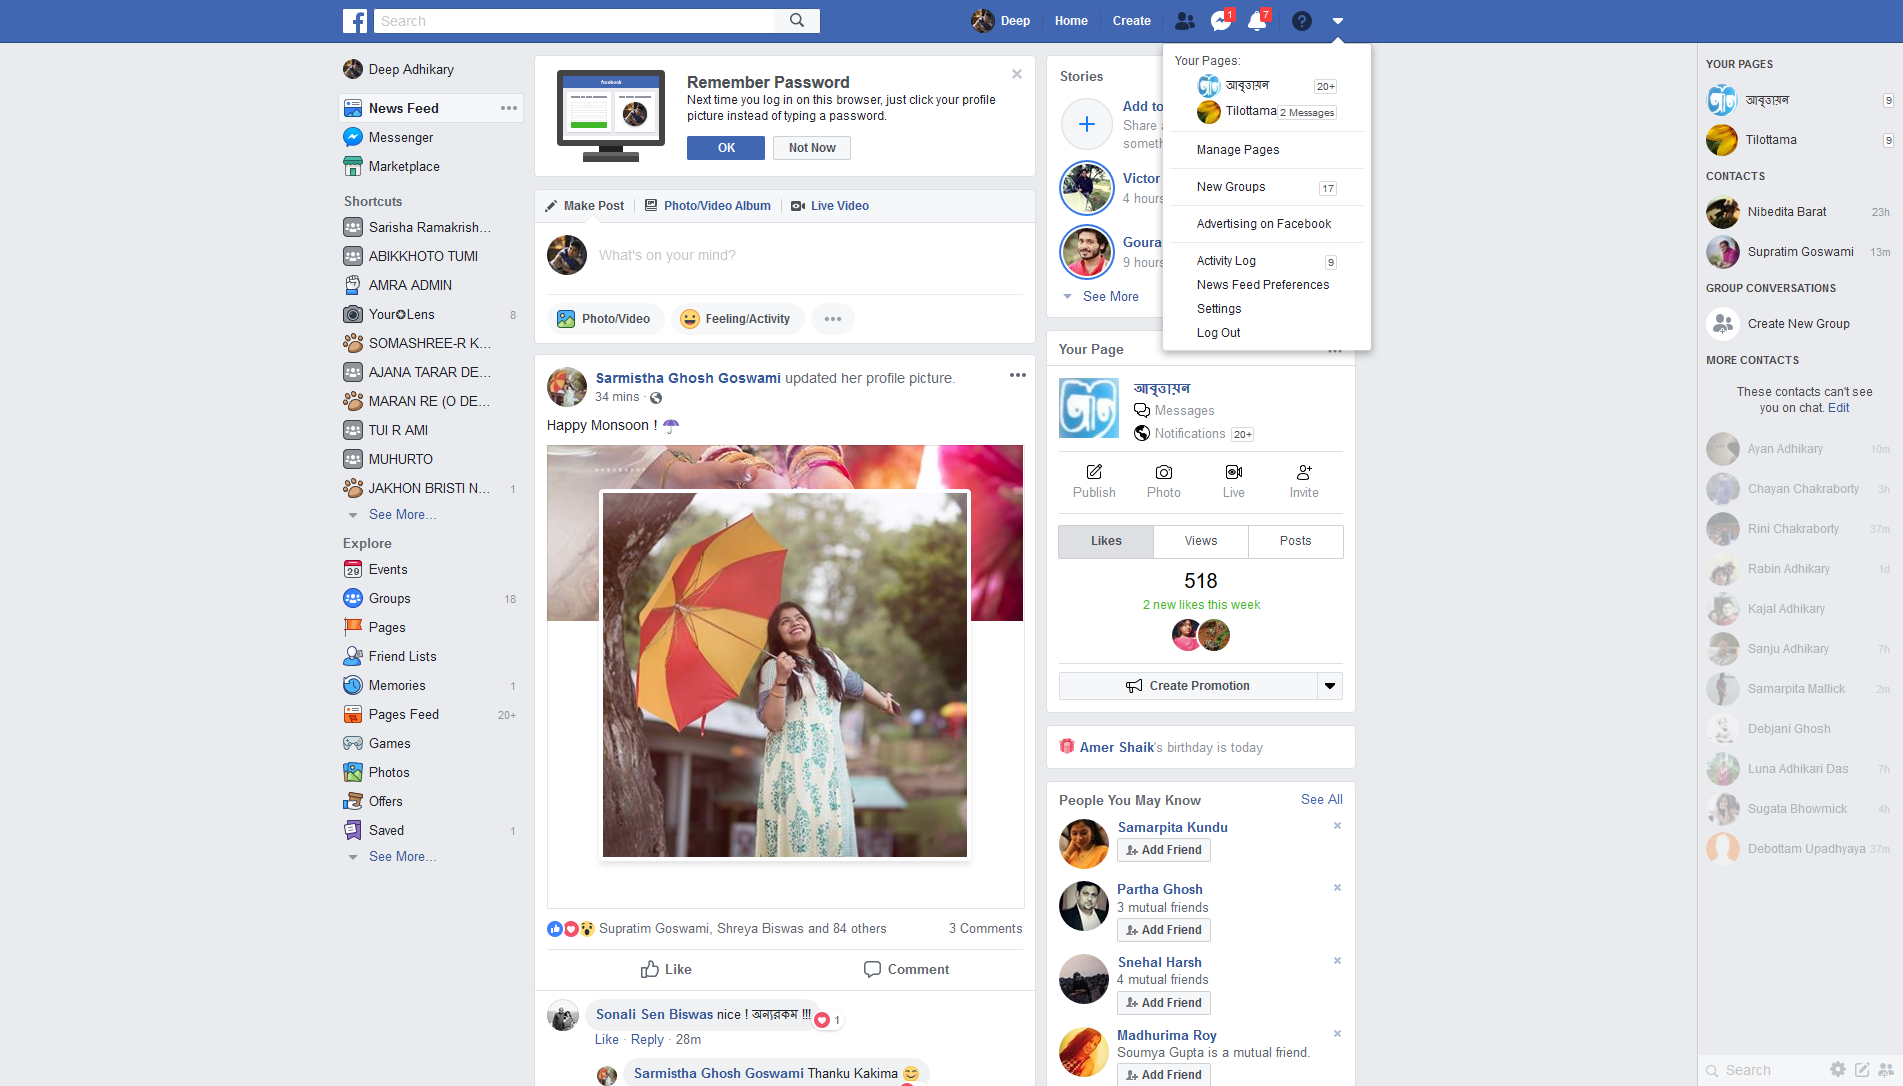 Search
Deep
Home
Create
1
7
Deep Adhikary
News Feed
Messenger
Marketplace
Shortcuts
Sarisha Ramakrish...
ABIKKHOTO TUMI
AMRA ADMIN
Your✪Lens 8
SOMASHREE-R K...
AJANA TARAR DE...
MARAN RE (O DE...
TUI R AMI
MUHURTO
JAKHON BRISTI N... 1
See More...
Explore
29 Events
Groups 18
Pages
Friend Lists
Memories 1
Pages Feed 20+
Games
Photos
Offers
Saved 1
See More...
facebook
Remember Password
Next time you log in on this browser, just click your profile
picture instead of typing a password.
OK Not Now
Make Post Photo/Video Album Live Video
What's on your mind?
Photo/Video Feeling/Activity
Sarmistha Ghosh Goswami updated her profile picture.
34 mins ·
Happy Monsoon ! ☂
Supratim Goswami, Shreya Biswas and 84 others 3 Comments
Like Comment
Sonali Sen Biswas nice ! অন্যরকম !!! 1
Like · Reply · 28m
Sarmistha Ghosh Goswami Thanku Kakima 😊
Stories
Add to
Share
someth
Victor
4 hours
Goura
9 hours
See More
Your Pages:
আবৃত্তায়ন 20+
Tilottama 2 Messages
Manage Pages
New Groups 17
Advertising on Facebook
Activity Log 9
News Feed Preferences
Settings
Log Out
Your Page
আবৃত্তায়ন
Messages
Notifications 20+
Publish Photo Live Invite
Likes Views Posts
518
2 new likes this week
Create Promotion
Amer Shaik's birthday is today
People You May Know See All
Samarpita Kundu
Add Friend
Partha Ghosh
3 mutual friends
Add Friend
Snehal Harsh
4 mutual friends
Add Friend
Madhurima Roy
Soumya Gupta is a mutual friend.
Add Friend
YOUR PAGES
আবৃত্তায়ন 9
Tilottama 9
CONTACTS
Nibedita Barat 23h
Supratim Goswami 13m
GROUP CONVERSATIONS
Create New Group
MORE CONTACTS
These contacts can't see
you on chat. Edit
Ayan Adhikary 10m
Chayan Chakraborty 3h
Rini Chakraborty 37m
Rabin Adhikary 1d
Kajal Adhikary
Sanju Adhikary 7h
Samarpita Mallick 2m
Debjani Ghosh
Luna Adhikari Das 7h
Sugata Bhowmick 4h
Debottam Upadhyaya 37m
Search